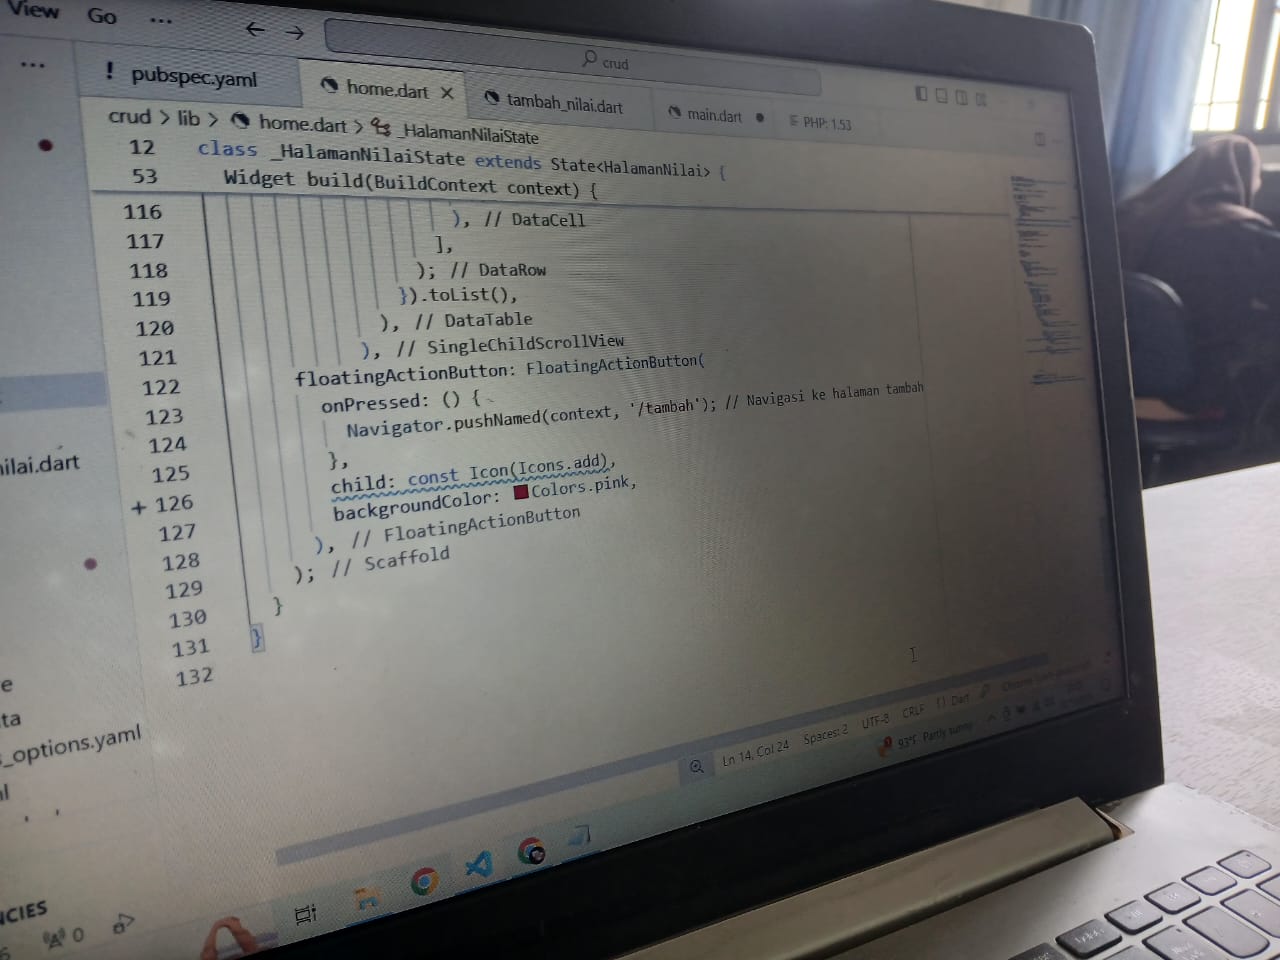 View Go ...
crud
...
! pubspec.yaml
home.dart ×
tambah_nilai.dart
main.dart ●
PHP: 1.53
crud > lib > home.dart > _HalamanNilaiState
12 class _HalamanNilaiState extends State<HalamanNilai> {
53 Widget build(BuildContext context) {
116 ), // DataCell
117 ],
118 ); // DataRow
119 }).toList(),
120 ), // DataTable
121 ), // SingleChildScrollView
122 floatingActionButton: FloatingActionButton(
123 onPressed: () {
124 Navigator.pushNamed(context, '/tambah'); // Navigasi ke halaman tambah
125 },
+ 126 child: const Icon(Icons.add),
127 backgroundColor: Colors.pink,
128 ), // FloatingActionButton
129 ); // Scaffold
130 }
131 }
132
nilai.dart
e
ta
s_options.yaml
l
NCIES
0
Ln 14, Col 24 Spaces: 2 UTF-8 CRLF {} Dart
93°F Partly sunny